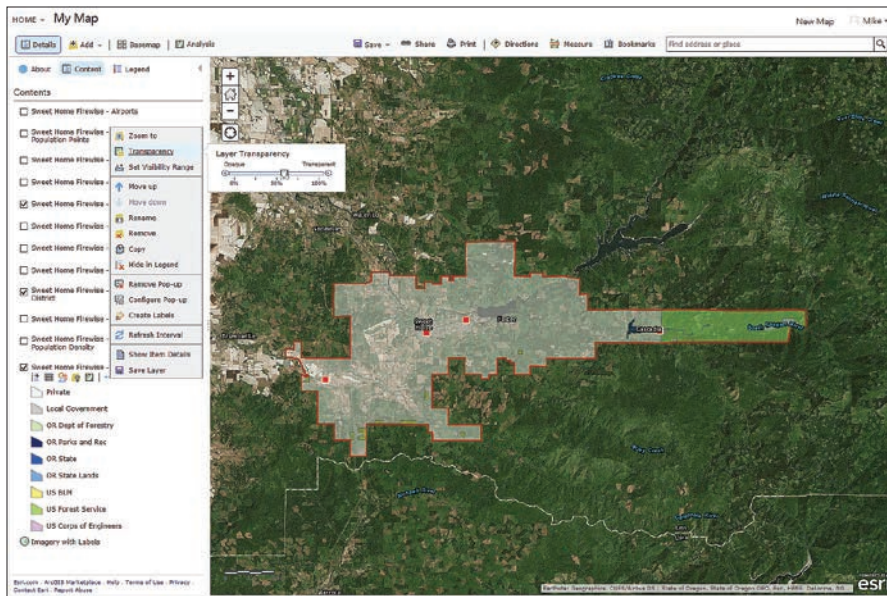 HOME My Map
New Map Mike
Details Add Basemap Analysis Save Share Print Directions Measure Bookmarks Find address or place
About Content Legend
Contents
Sweet Home Firewise - Airports
Sweet Home Firewise -
Population Points
Sweet Home Firewise -
Sweet Home Firewise -
Sweet Home Firewise -
Sweet Home Firewise -
Sweet Home Firewise -
Sweet Home Firewise -
Sweet Home Firewise -
District
Sweet Home Firewise -
Sweet Home Firewise -
Population Density
Sweet Home Firewise -
Private
Local Government
OR Dept of Forestry
OR Parks and Rec
OR State
OR State Lands
US BLM
US Forest Service
US Corps of Engineers
Imagery with Labels
Esri.com . ArcGIS Marketplace . Help . Terms of Use . Privacy .
Contact Esri . Report Abuse
Zoom to
Transparency
Set Visibility Range
Move up
Move down
Rename
Remove
Copy
Hide in Legend
Remove Pop-up
Configure Pop-up
Create Labels
Refresh Interval
Show Item Details
Save Layer
Layer Transparency
Opaque Transparent
0% 50% 100%
Sweet
Home
Foster
Cascadia
esri